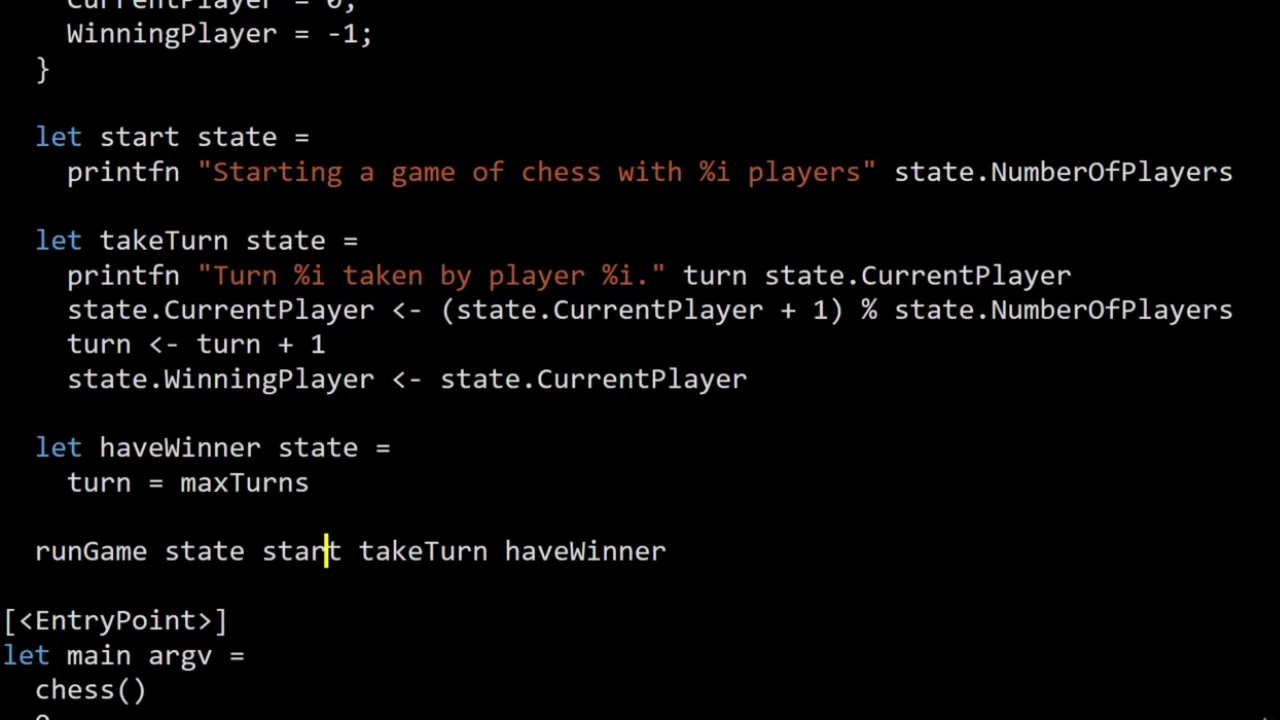 CurrentPlayer = 0;
WinningPlayer = -1;
}
let start state =
printfn "Starting a game of chess with %i players" state.NumberOfPlayers
let takeTurn state =
printfn "Turn %i taken by player %i." turn state.CurrentPlayer
state.CurrentPlayer <- (state.CurrentPlayer + 1) % state.NumberOfPlayers
turn <- turn + 1
state.WinningPlayer <- state.CurrentPlayer
let haveWinner state =
turn = maxTurns
runGame state start takeTurn haveWinner
[<EntryPoint>]
let main argv =
chess()